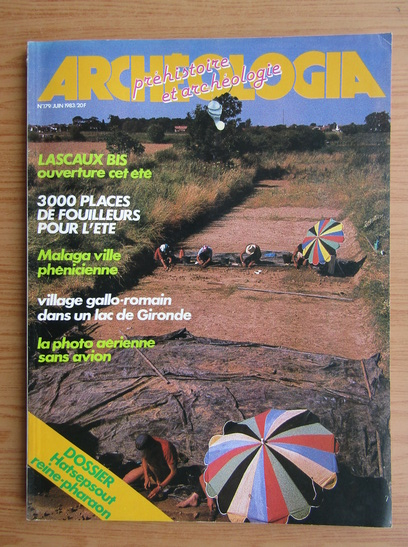 ARCHEOLOGIA
préhistoire
et archéologie
N°179 JUIN 1983/20F
LASCAUX BIS
ouverture cet été
3000 PLACES
DE FOUILLEURS
POUR L'ETE
Malaga ville
phénicienne
village gallo-romain
dans un lac de Gironde
la photo aérienne
sans avion
DOSSIER
Hatsepsout
reine-pharaon